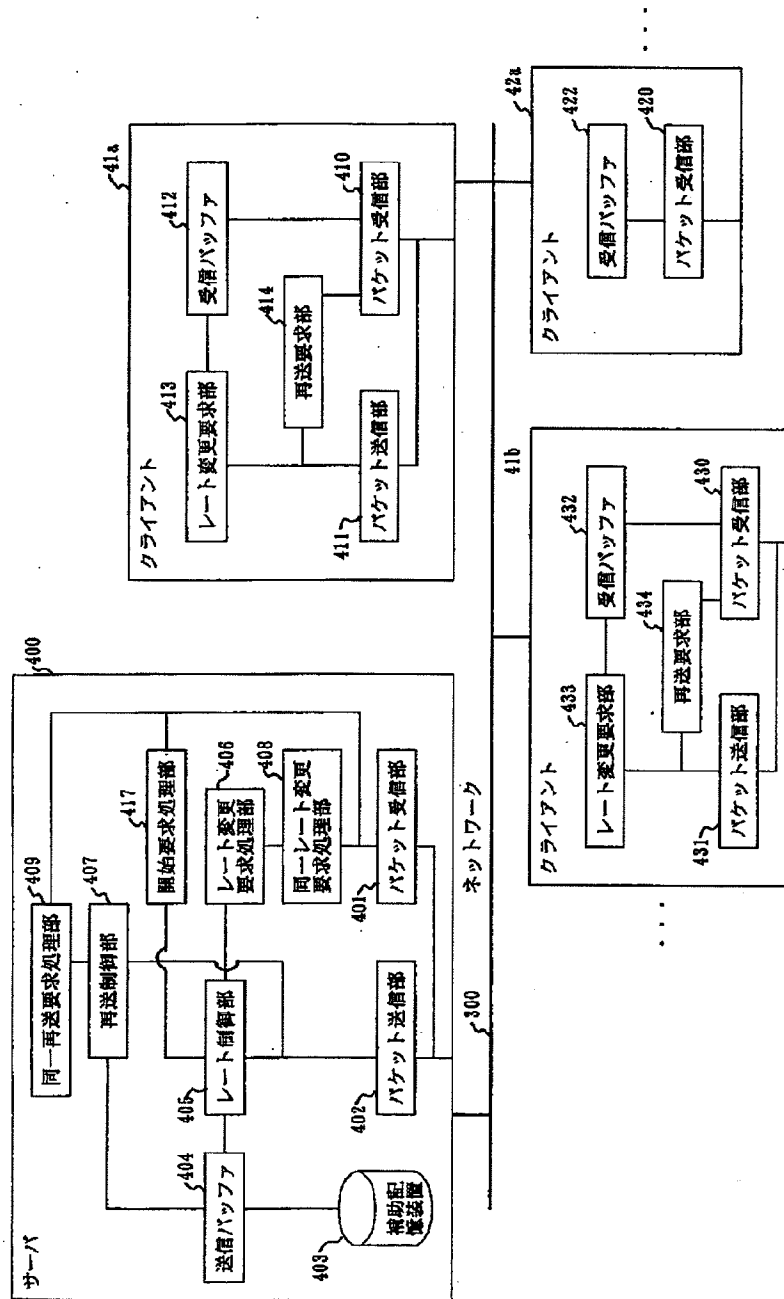 サーバ
400
409
同一再送要求処理部
407
再送制御部
417
開始要求処理部
404
送信バッファ
405
レート制御部
406
レート変更
要求処理部
408
同一レート変更
要求処理部
403
補助記
憶装置
402
パケット送信部
401
パケット受信部
ネットワーク
300
クライアント
41a
413
レート変更要求部
412
受信バッファ
414
再送要求部
411
パケット送信部
410
パケット受信部
クライアント
41b
433
レート変更要求部
432
受信バッファ
434
再送要求部
431
パケット送信部
430
パケット受信部
・・・
クライアント
42a
422
受信バッファ
420
パケット受信部
・・・